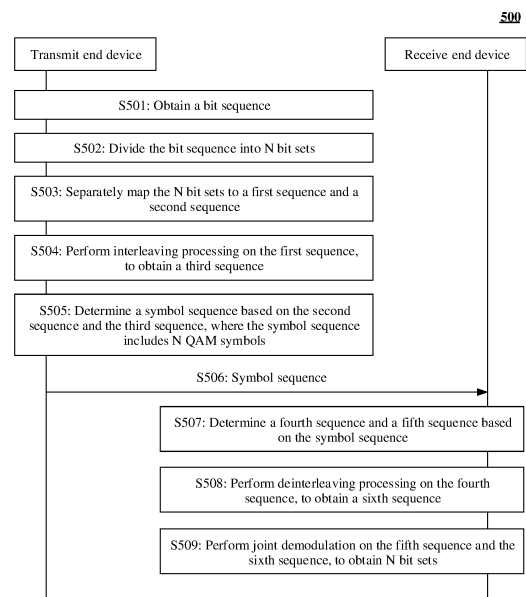 500
Transmit end device
Receive end device
S501: Obtain a bit sequence
S502: Divide the bit sequence into N bit sets
S503: Separately map the N bit sets to a first sequence and a
second sequence
S504: Perform interleaving processing on the first sequence,
to obtain a third sequence
S505: Determine a symbol sequence based on the second
sequence and the third sequence, where the symbol sequence
includes N QAM symbols
S506: Symbol sequence
S507: Determine a fourth sequence and a fifth sequence based
on the symbol sequence
S508: Perform deinterleaving processing on the fourth
sequence, to obtain a sixth sequence
S509: Perform joint demodulation on the fifth sequence and the
sixth sequence, to obtain N bit sets